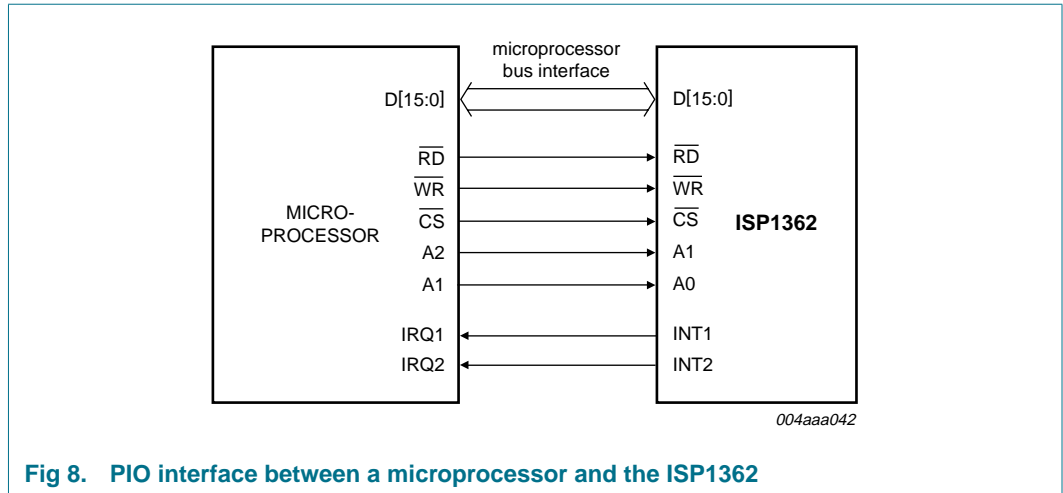 microprocessor
bus interface
D[15:0]
D[15:0]
RD
RD
WR
WR
MICRO-
PROCESSOR
CS
CS
ISP1362
A2
A1
A1
A0
IRQ1
INT1
IRQ2
INT2
004aaa042
Fig 8. PIO interface between a microprocessor and the ISP1362